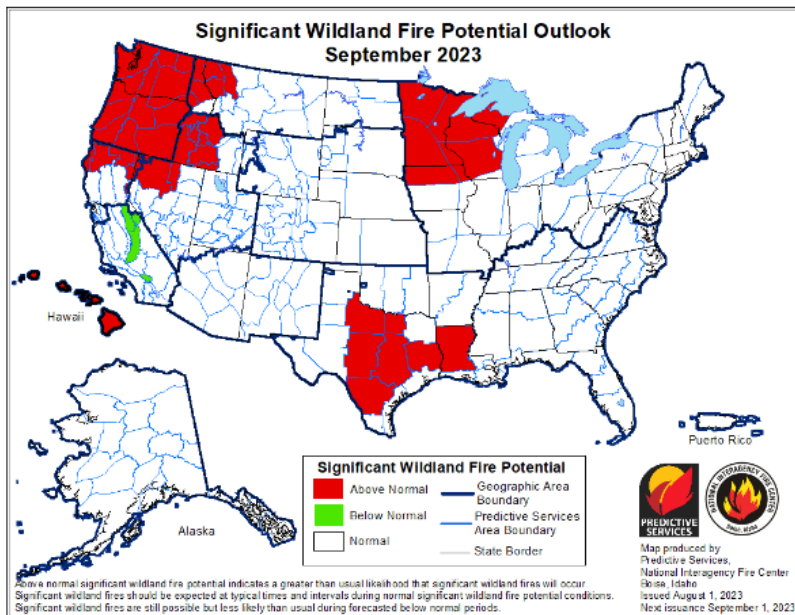 Significant Wildland Fire Potential Outlook
September 2023
Hawaii
Alaska
Puerto Rico
Significant Wildland Fire Potential
Above Normal
Below Normal
Normal
Geographic Area
Boundary
Predictive Services
Area Boundary
State Border
PREDICTIVE
SERVICES
NATIONAL INTERAGENCY FIRE CENTER
BOISE, IDAHO
Map produced by
Predictive Services,
National Interagency Fire Center
Boise, Idaho
Issued August 1, 2023
Next issuance September 1, 2023
Above normal significant wildland fire potential indicates a greater than usual likelihood that significant wildland fires will occur.
Significant wildland fires should be expected at typical times and intervals during normal significant wildland fire potential conditions.
Significant wildland fires are still possible but less likely than usual during forecasted below normal periods.